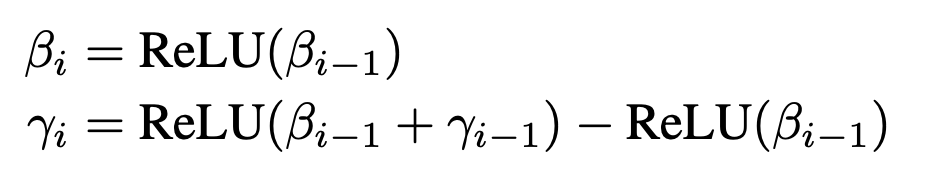 βᵢ = ReLU(βᵢ₋₁)
γᵢ = ReLU(βᵢ₋₁ + γᵢ₋₁) − ReLU(βᵢ₋₁)